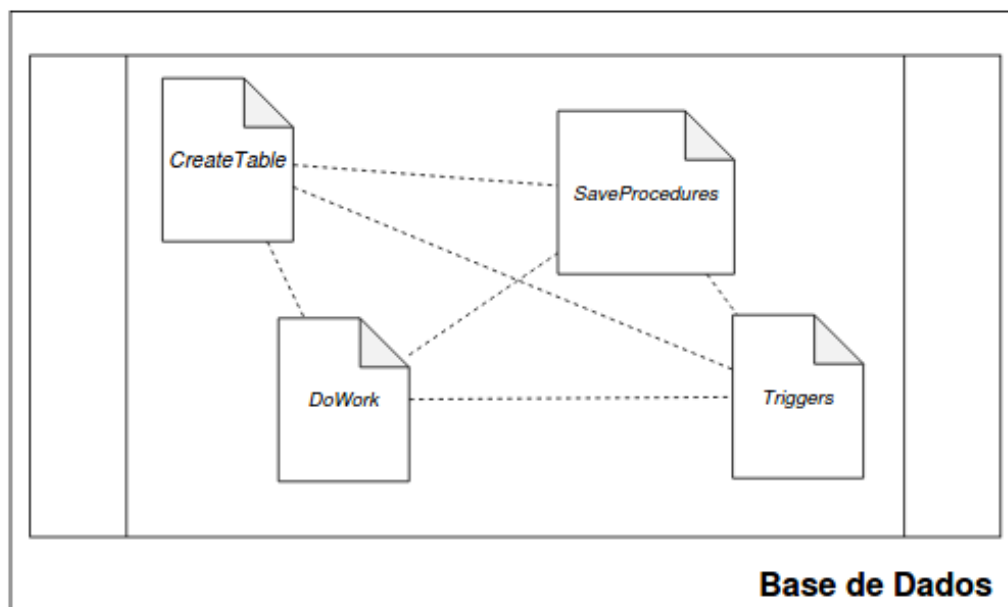 CreateTable
SaveProcedures
DoWork
Triggers
Base de Dados